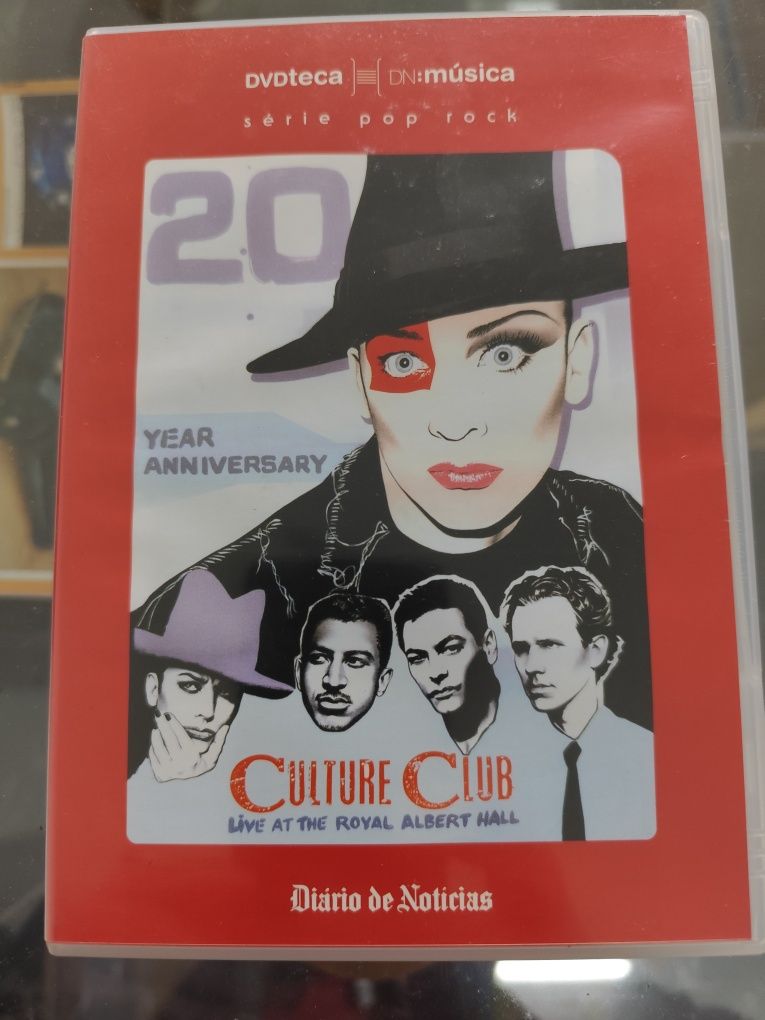 DVDteca DN:música
série pop rock
20
YEAR
ANNIVERSARY
CULTURE CLUB
LIVE AT THE ROYAL ALBERT HALL
Diário de Notícias